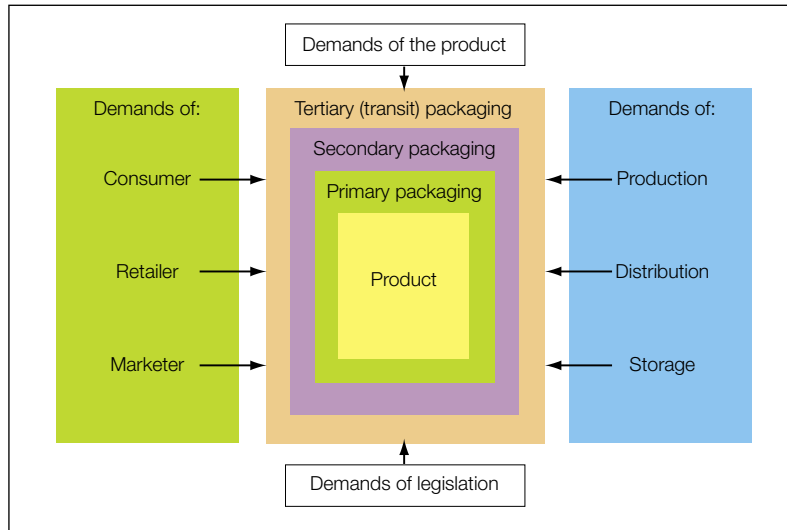 Demands of the product
Demands of:
Consumer
Retailer
Marketer
Tertiary (transit) packaging
Secondary packaging
Primary packaging
Product
Demands of:
Production
Distribution
Storage
Demands of legislation